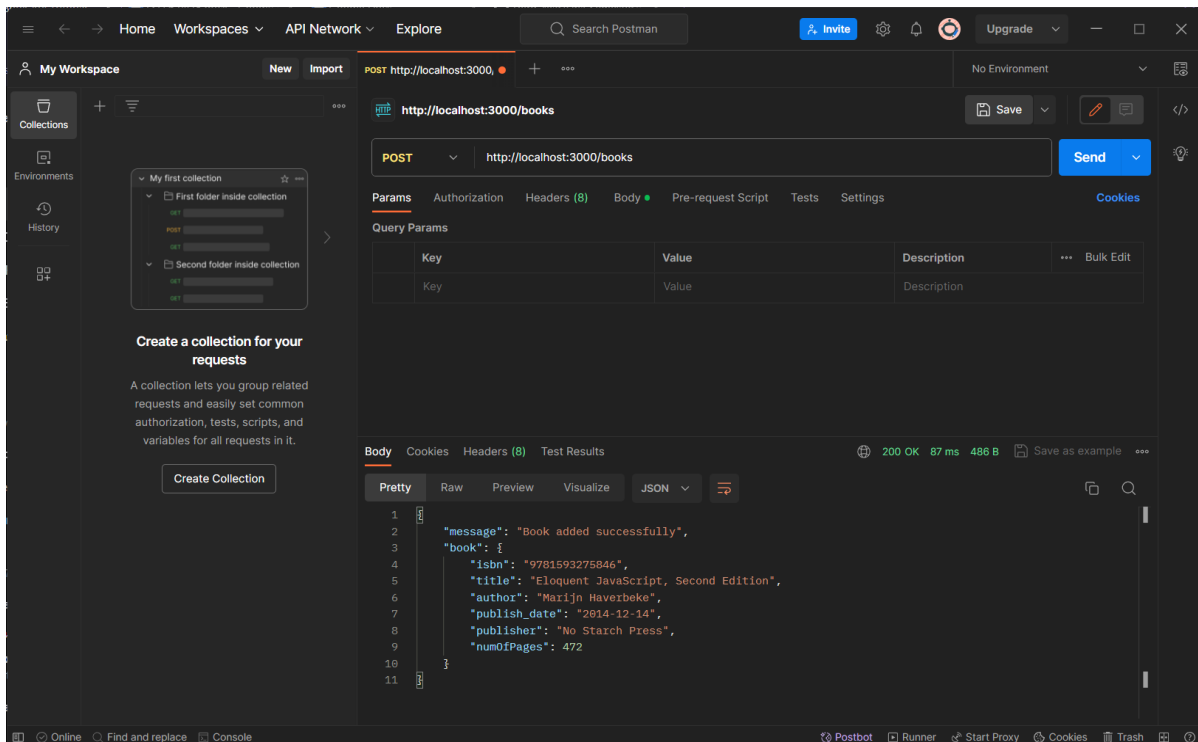 Home Workspaces API Network Explore Search Postman Invite Upgrade
My Workspace New Import POST http://localhost:3000, No Environment
Collections
Environments
History
My first collection
First folder inside collection
GET
POST
GET
Second folder inside collection
GET
GET
Create a collection for your
requests
A collection lets you group related
requests and easily set common
authorization, tests, scripts, and
variables for all requests in it.
Create Collection
HTTP http://localhost:3000/books Save
POST http://localhost:3000/books Send
Params Authorization Headers (8) Body Pre-request Script Tests Settings Cookies
Query Params
Key Value Description Bulk Edit
Key Value Description
Body Cookies Headers (8) Test Results 200 OK 87 ms 486 B Save as example
Pretty Raw Preview Visualize JSON
1 {
2 "message": "Book added successfully",
3 "book": {
4 "isbn": "9781593275846",
5 "title": "Eloquent JavaScript, Second Edition",
6 "author": "Marijn Haverbeke",
7 "publish_date": "2014-12-14",
8 "publisher": "No Starch Press",
9 "numOfPages": 472
10 }
11 }
Online Find and replace Console Postbot Runner Start Proxy Cookies Trash